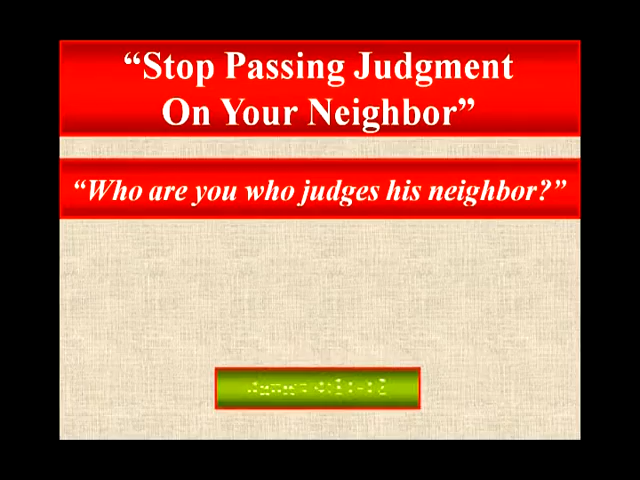 “Stop Passing Judgment
On Your Neighbor”
“Who are you who judges his neighbor?”